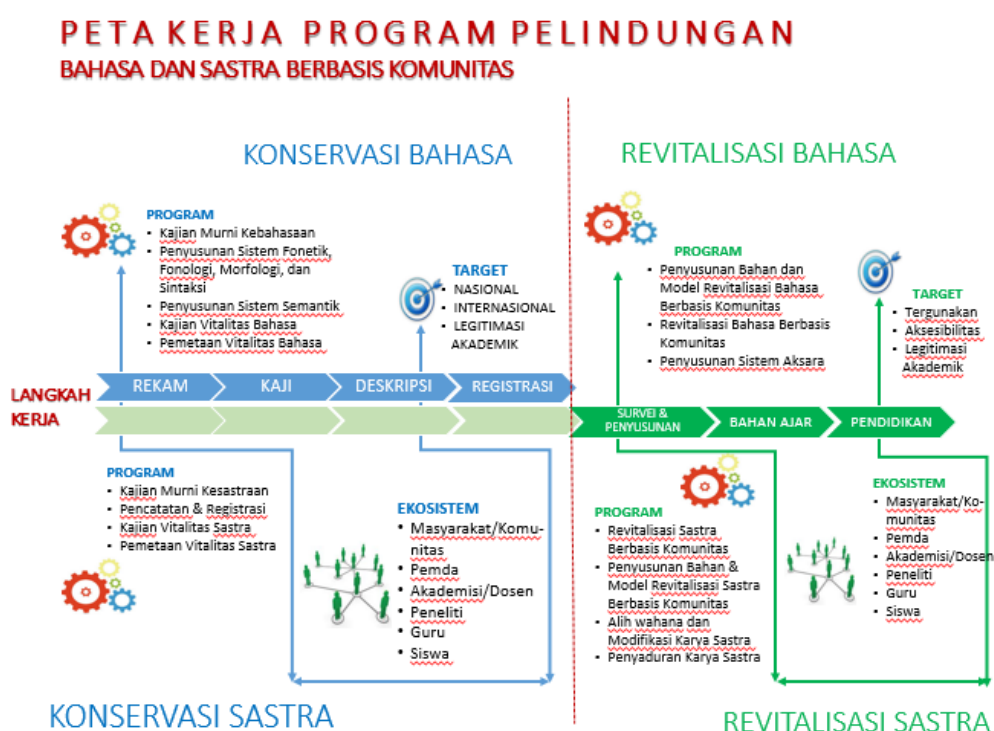 PETA KERJA PROGRAM PELINDUNGAN
BAHASA DAN SASTRA BERBASIS KOMUNITAS
KONSERVASI BAHASA
PROGRAM
• Kajian Murni Kebahasaan
• Penyusunan Sistem Fonetik,
Fonologi, Morfologi, dan
Sintaksi
• Penyusunan Sistem Semantik
• Kajian Vitalitas Bahasa
• Pemetaan Vitalitas Bahasa
TARGET
• NASIONAL
• INTERNASIONAL
• LEGITIMASI
AKADEMIK
REVITALISASI BAHASA
PROGRAM
• Penyusunan Bahan dan
Model Revitalisasi Bahasa
Berbasis Komunitas
• Revitalisasi Bahasa Berbasis
Komunitas
• Penyusunan Sistem Aksara
TARGET
• Tergunakan
• Aksesibilitas
• Legitimasi
Akademik
LANGKAH
KERJA
REKAM
KAJI
DESKRIPSI
REGISTRASI
SURVEI &
PENYUSUNAN
BAHAN AJAR
PENDIDIKAN
PROGRAM
• Kajian Murni Kesastraan
• Pencatatan & Registrasi
• Kajian Vitalitas Sastra
• Pemetaan Vitalitas Sastra
EKOSISTEM
• Masyarakat/Komu-
nitas
• Pemda
• Akademisi/Dosen
• Peneliti
• Guru
• Siswa
KONSERVASI SASTRA
PROGRAM
• Revitalisasi Sastra
Berbasis Komunitas
• Penyusunan Bahan &
Model Revitalisasi Sastra
Berbasis Komunitas
• Alih wahana dan
Modifikasi Karya Sastra
• Penyaduran Karya Sastra
EKOSISTEM
• Masyarakat/Ko-
munitas
• Pemda
• Akademisi/Dosen
• Peneliti
• Guru
• Siswa
REVITALISASI SASTRA